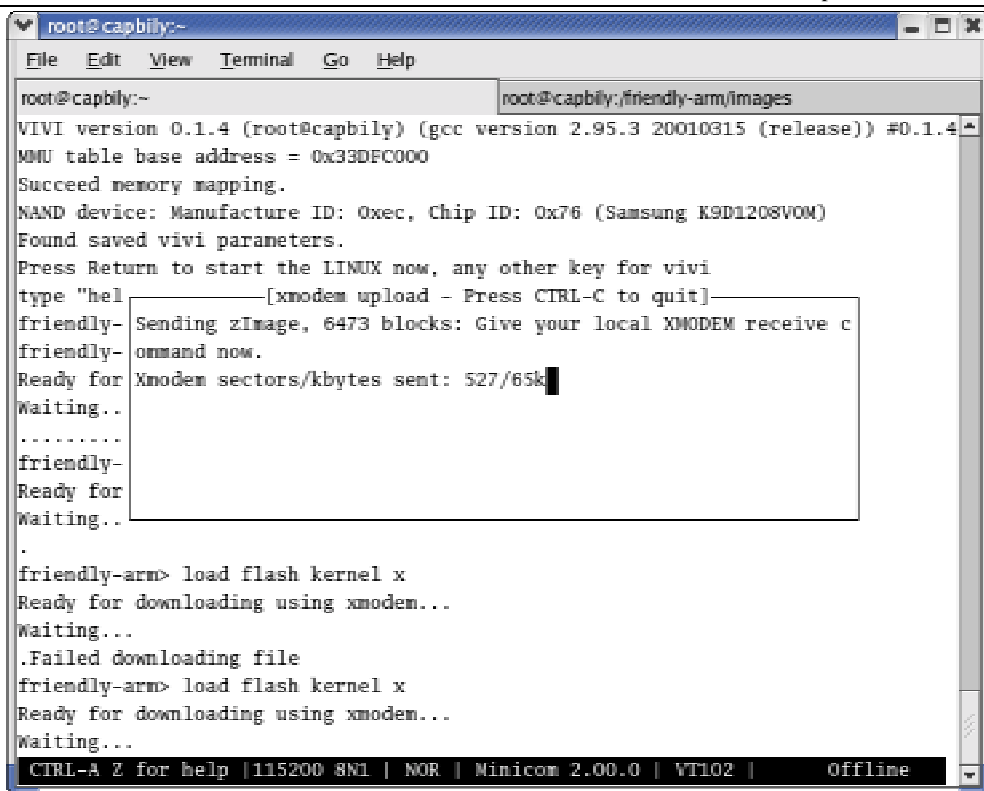 root@capbily:~
File Edit View Terminal Go Help
root@capbily:~ root@capbily:/friendly-arm/images
VIVI version 0.1.4 (root@capbily) (gcc version 2.95.3 20010315 (release)) #0.1.4
MMU table base address = 0x33DFC000
Succeed memory mapping.
NAND device: Manufacture ID: 0xec, Chip ID: 0x76 (Samsung K9D1208V0M)
Found saved vivi parameters.
Press Return to start the LINUX now, any other key for vivi
type "hel
[xmodem upload - Press CTRL-C to quit]
friendly-
Sending zImage, 6473 blocks: Give your local XMODEM receive c
friendly-
ommand now.
Ready for
Xmodem sectors/kbytes sent: 527/65k
Waiting..
.........
friendly-
Ready for
Waiting..
.
friendly-arm> load flash kernel x
Ready for downloading using xmodem...
Waiting...
.Failed downloading file
friendly-arm> load flash kernel x
Ready for downloading using xmodem...
Waiting...
CTRL-A Z for help |115200 8N1 | NOR | Minicom 2.00.0 | VT102 | Offline